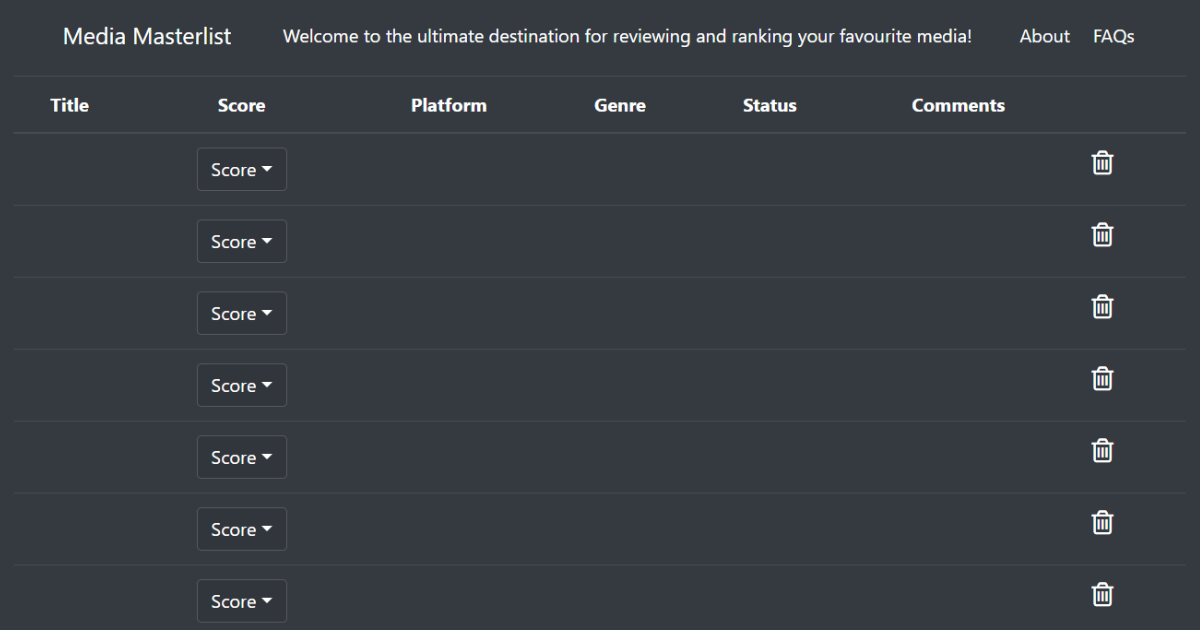 Media Masterlist Welcome to the ultimate destination for reviewing and ranking your favourite media! About FAQs
Title Score Platform Genre Status Comments
Score
Score
Score
Score
Score
Score
Score